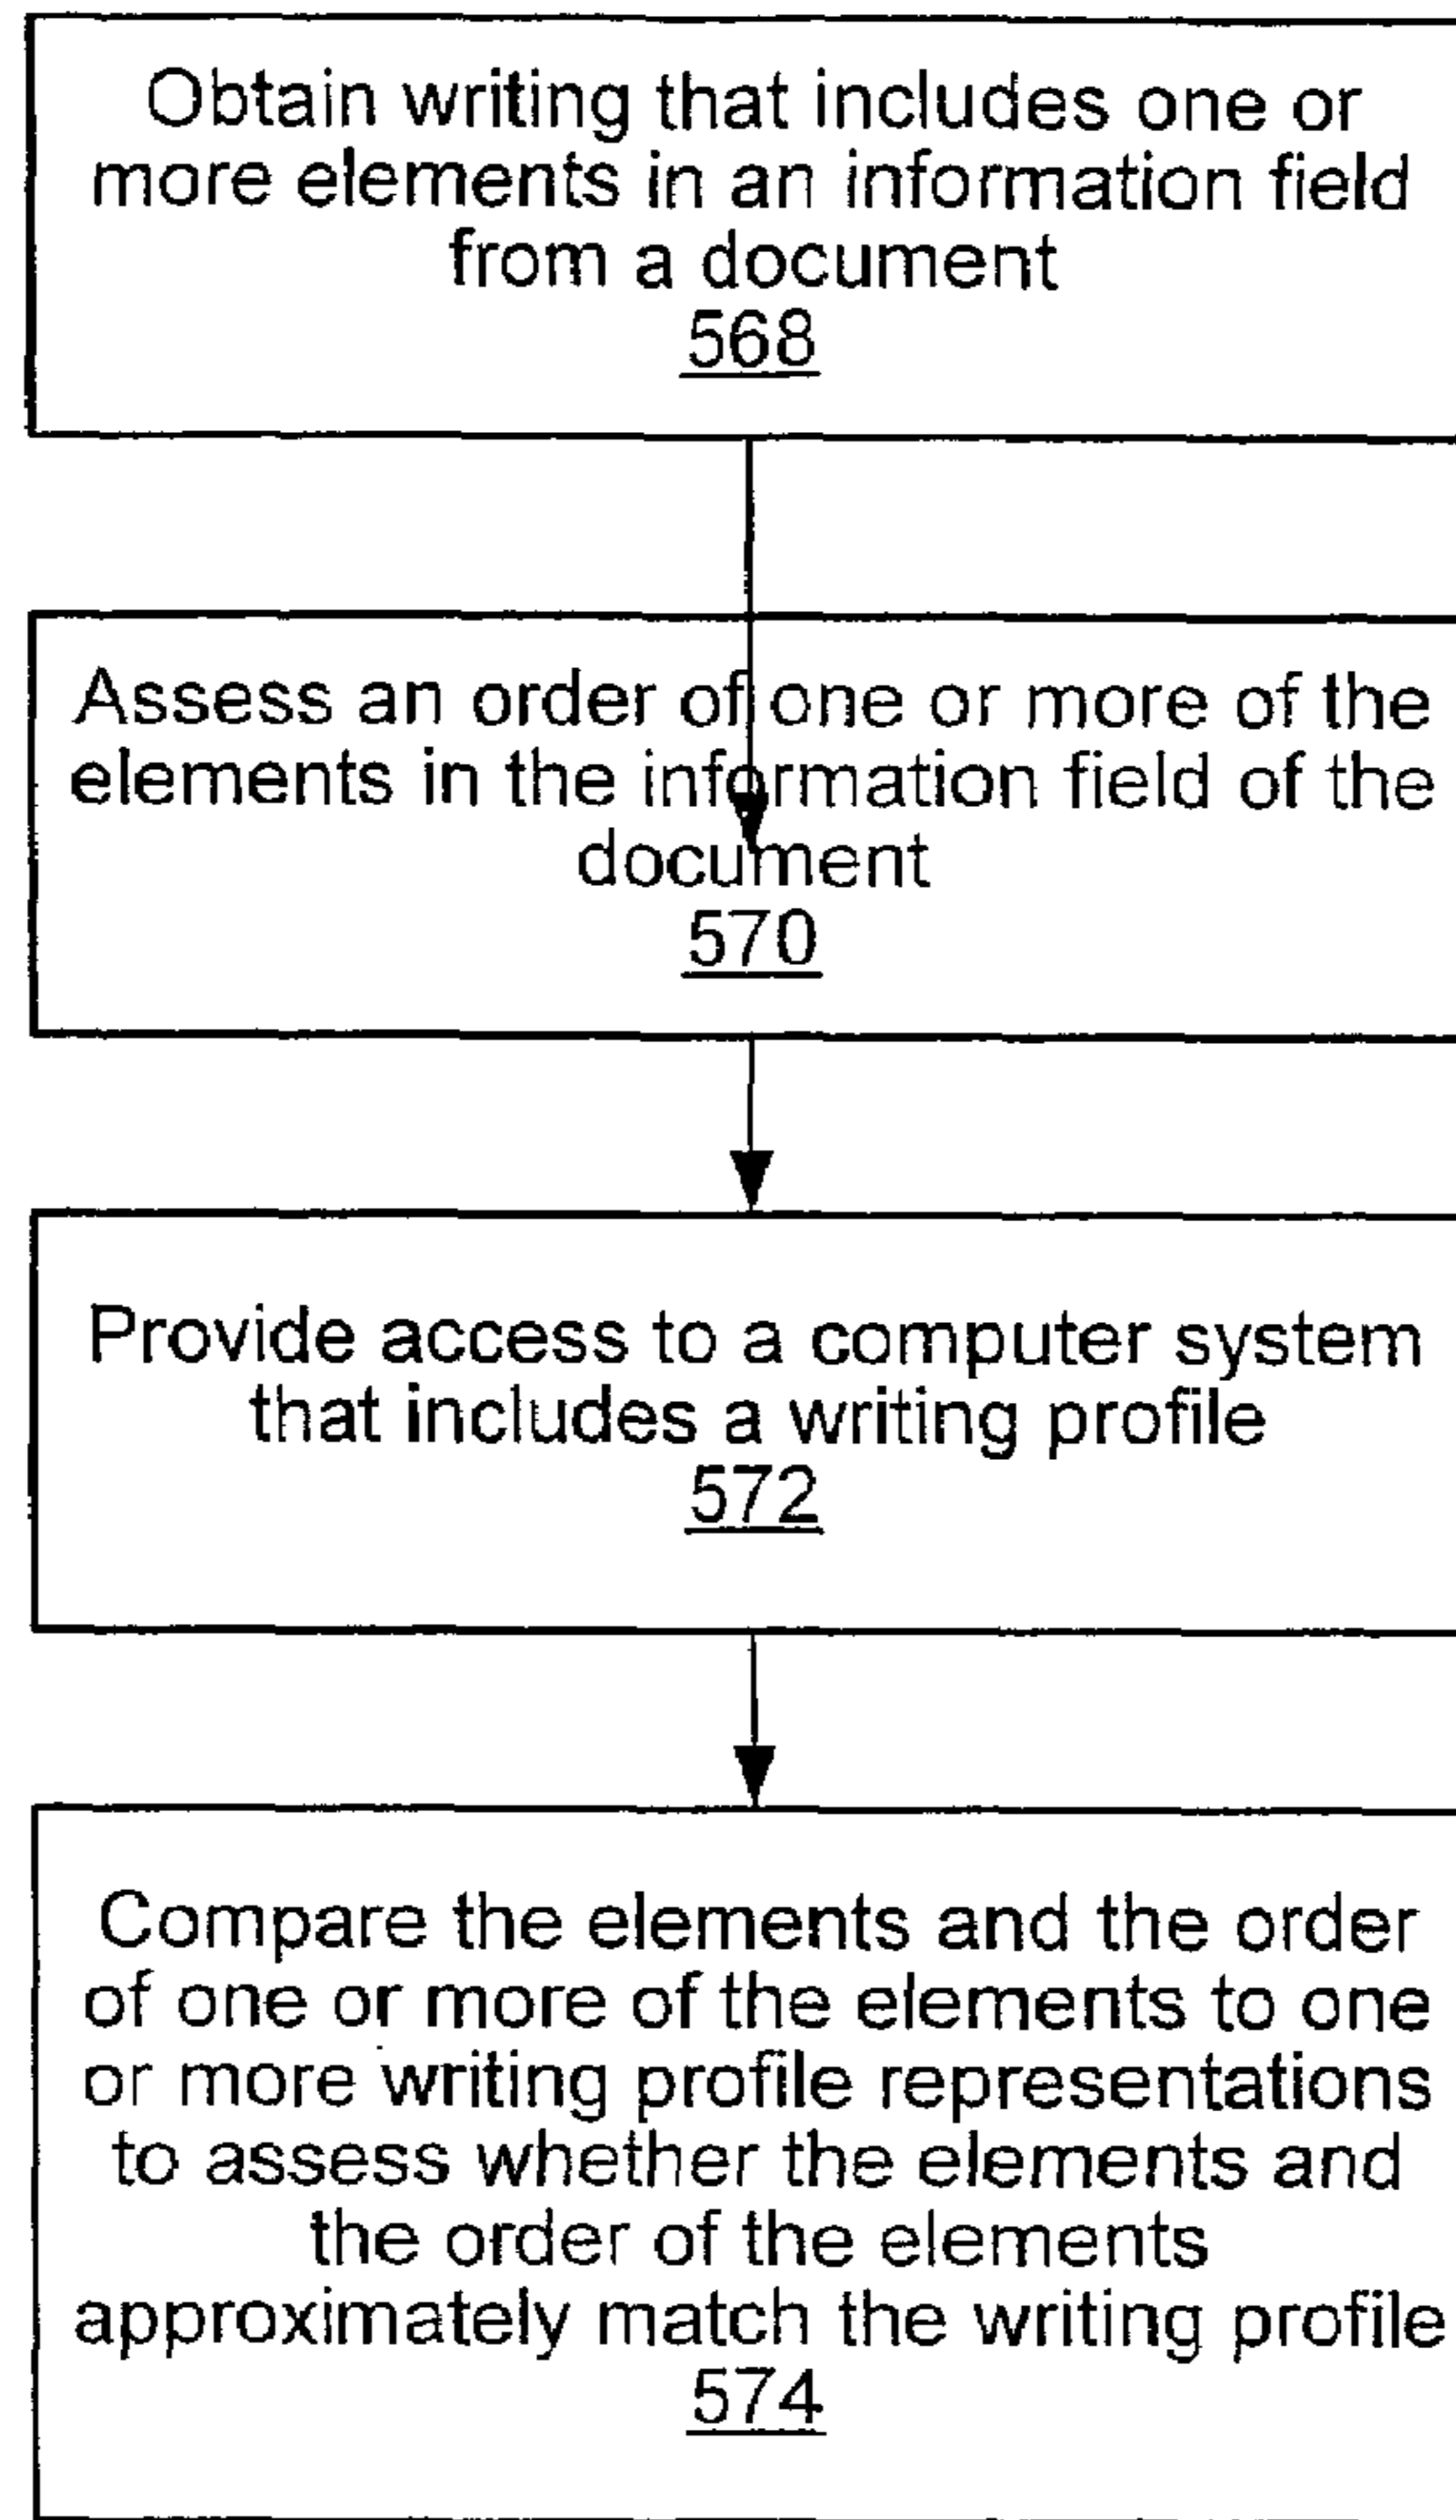 Obtain writing that includes one or
more elements in an information field
from a document
568
Assess an order of one or more of the
elements in the information field of the
document
570
Provide access to a computer system
that includes a writing profile
572
Compare the elements and the order
of one or more of the elements to one
or more writing profile representations
to assess whether the elements and
the order of the elements
approximately match the writing profile
574